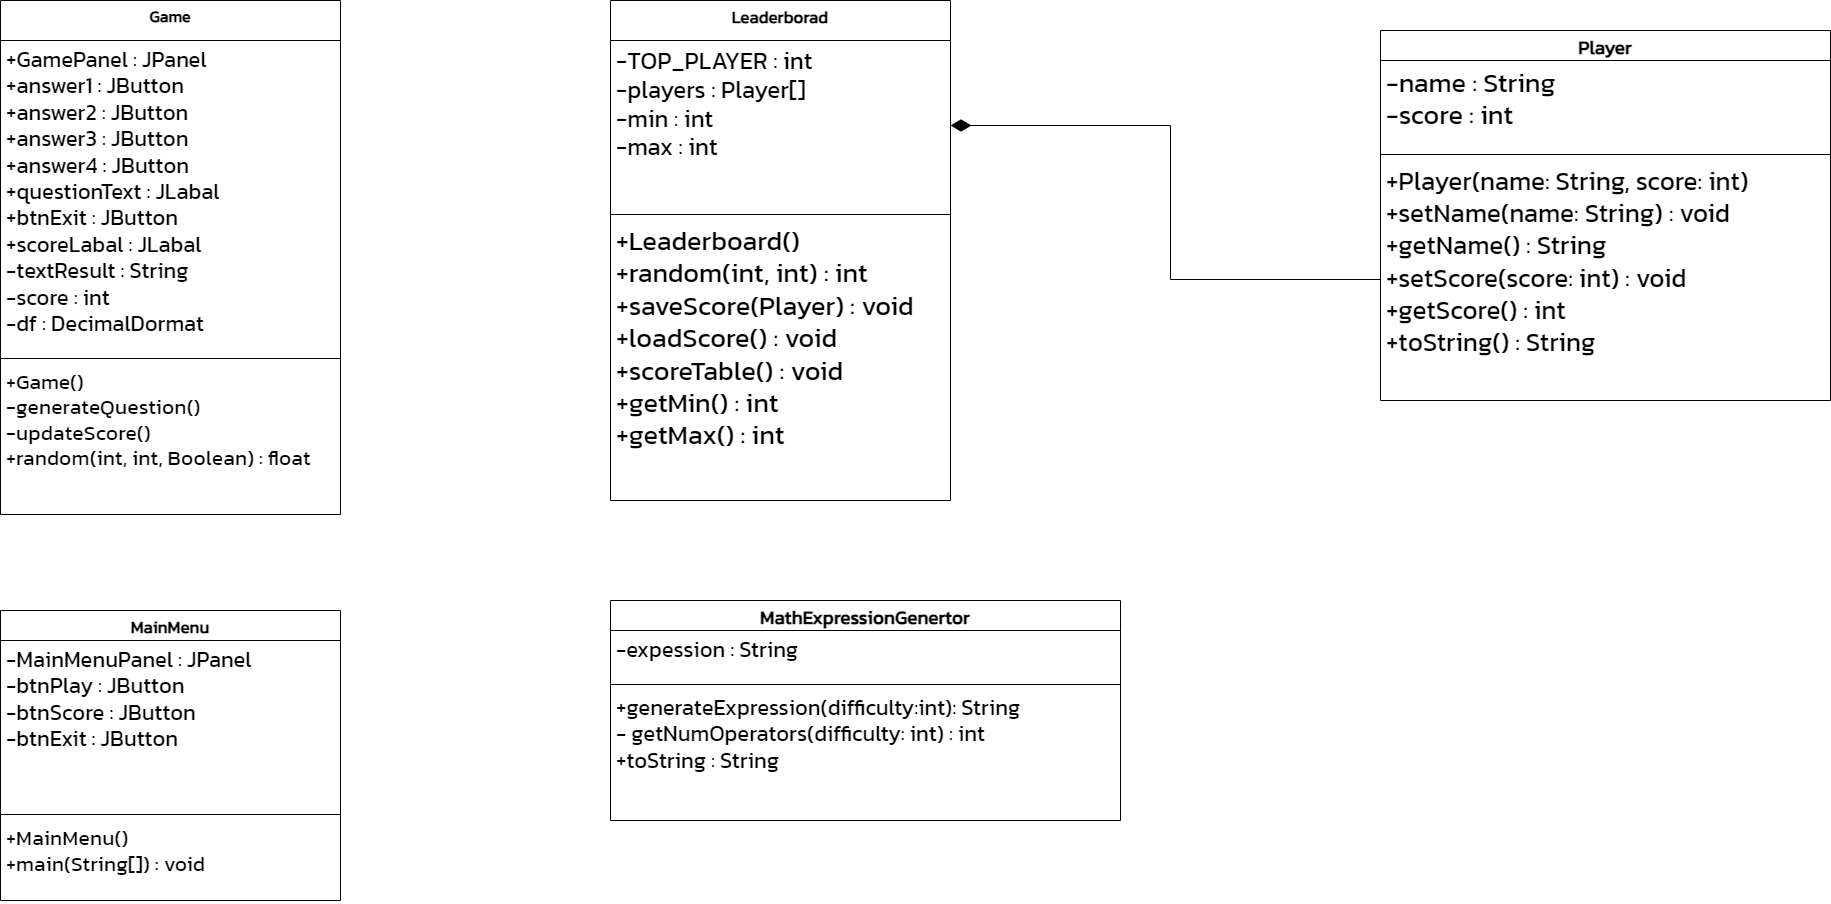 Game
+GamePanel : JPanel
+answer1 : JButton
+answer2 : JButton
+answer3 : JButton
+answer4 : JButton
+questionText : JLabal
+btnExit : JButton
+scoreLabal : JLabal
-textResult : String
-score : int
-df : DecimalDormat
+Game()
-generateQuestion()
-updateScore()
+random(int, int, Boolean) : float
Leaderborad
-TOP_PLAYER : int
-players : Player[]
-min : int
-max : int
+Leaderboard()
+random(int, int) : int
+saveScore(Player) : void
+loadScore() : void
+scoreTable() : void
+getMin() : int
+getMax() : int
Player
-name : String
-score : int
+Player(name: String, score: int)
+setName(name: String) : void
+getName() : String
+setScore(score: int) : void
+getScore() : int
+toString() : String
MainMenu
-MainMenuPanel : JPanel
-btnPlay : JButton
-btnScore : JButton
-btnExit : JButton
+MainMenu()
+main(String[]) : void
MathExpressionGenertor
-expession : String
+generateExpression(difficulty:int): String
- getNumOperators(difficulty: int) : int
+toString : String